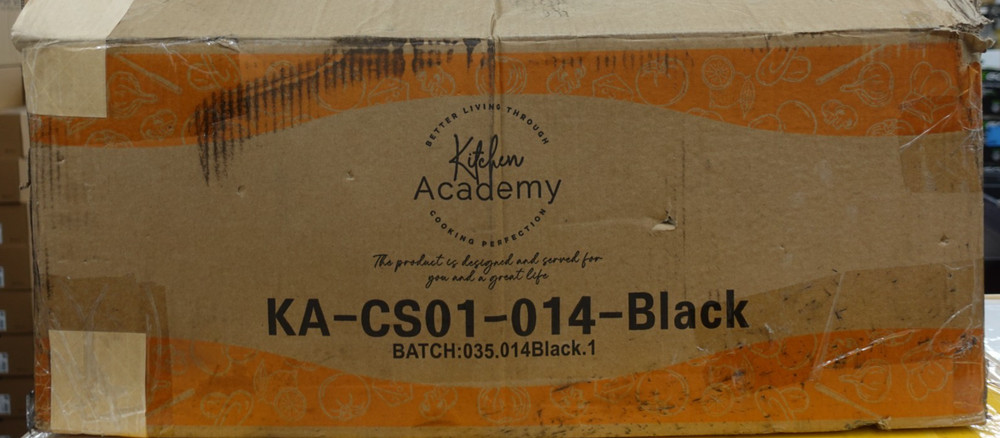 BETTER LIVING THROUGH
Kitchen
Academy
COOKING PERFECTION
The product is designed and served for
you and a great life
KA-CS01-014-Black
BATCH:035.014Black.1